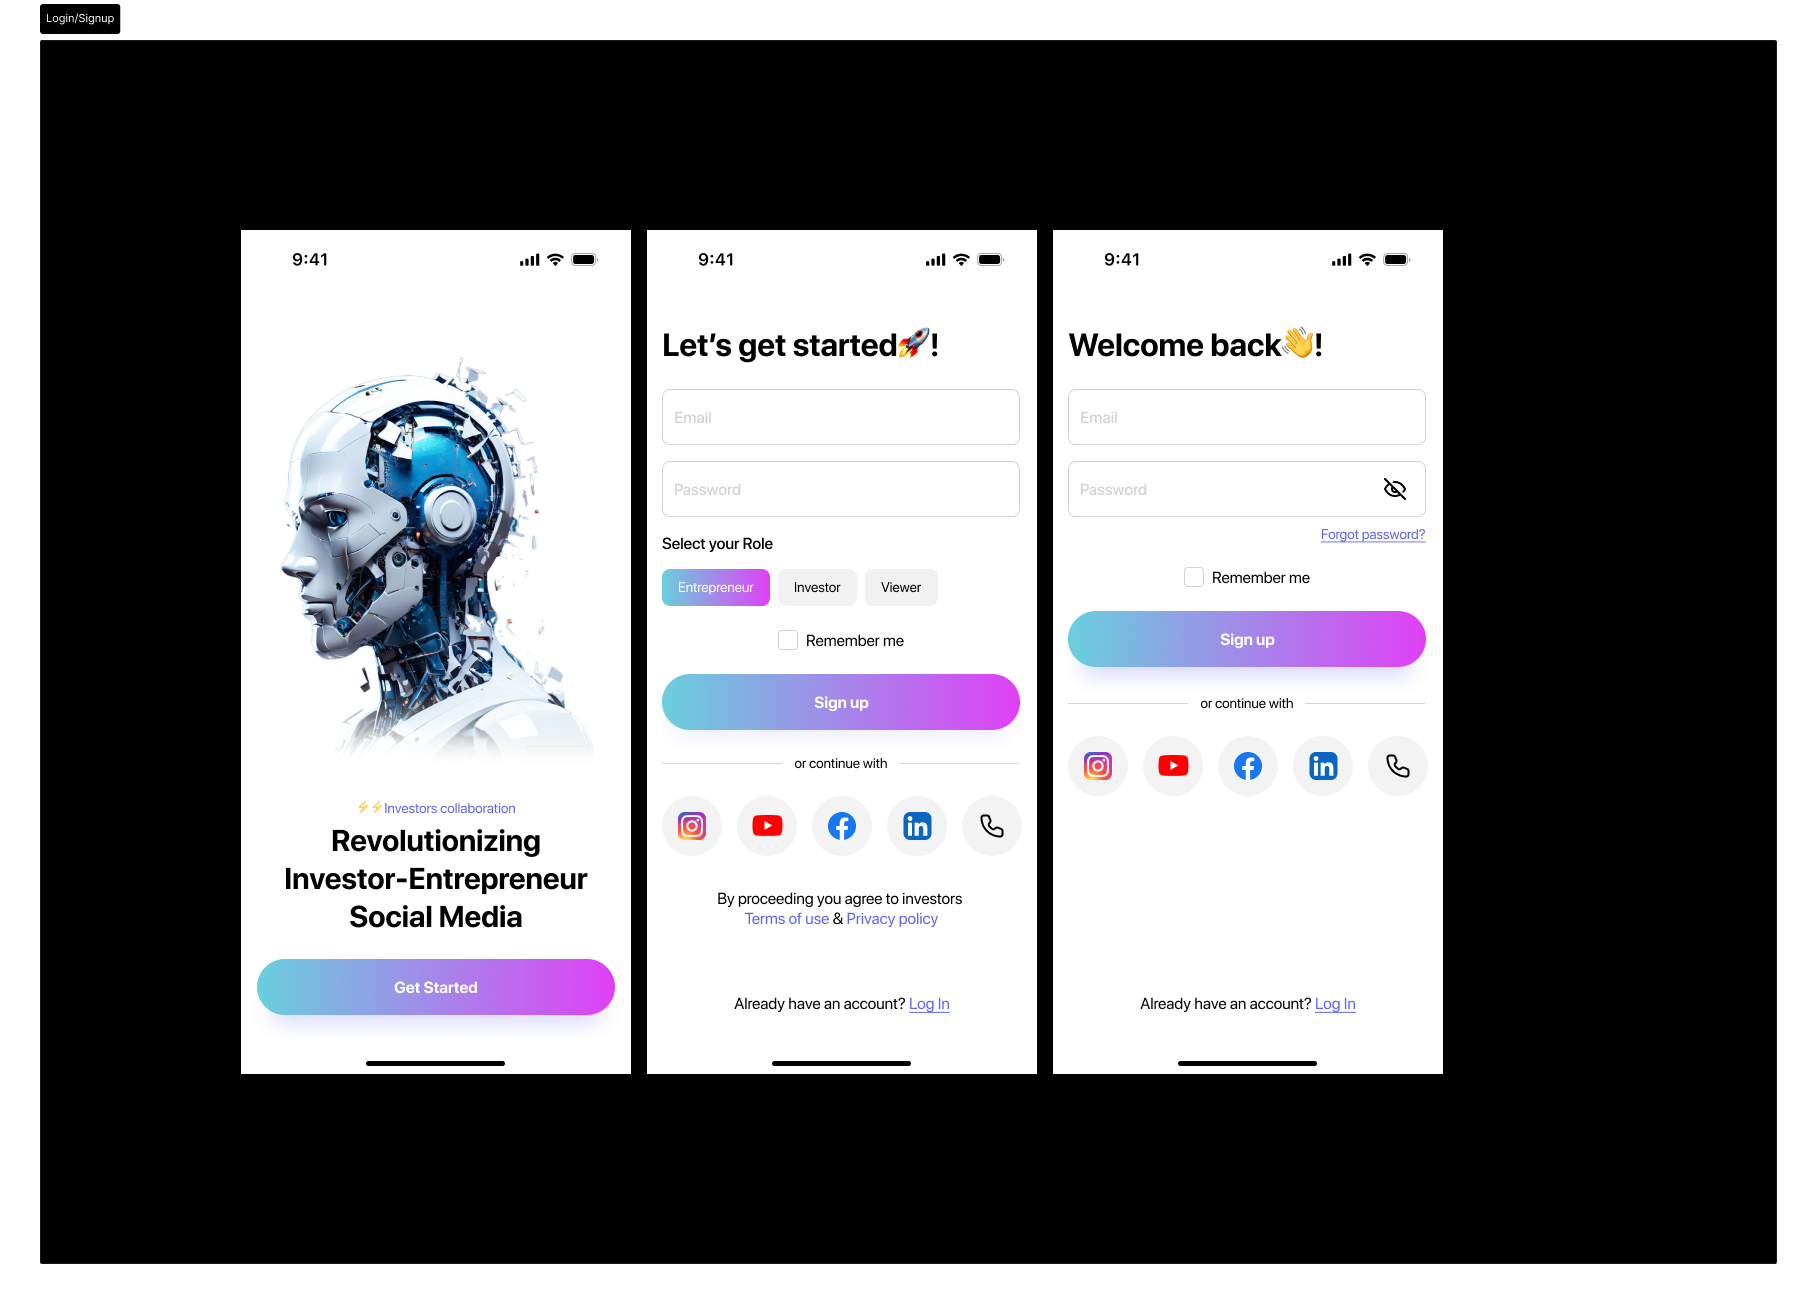 Login/Signup
9:41
⚡⚡Investors collaboration
Revolutionizing
Investor-Entrepreneur
Social Media
Get Started
9:41
Let's get started🚀!
Email
Password
Select your Role
Entrepreneur
Investor
Viewer
Remember me
Sign up
or continue with
in
By proceeding you agree to investors
Terms of use & Privacy policy
Already have an account? Log In
9:41
Welcome back👋!
Email
Password
Forgot password?
Remember me
Sign up
or continue with
in
Already have an account? Log In